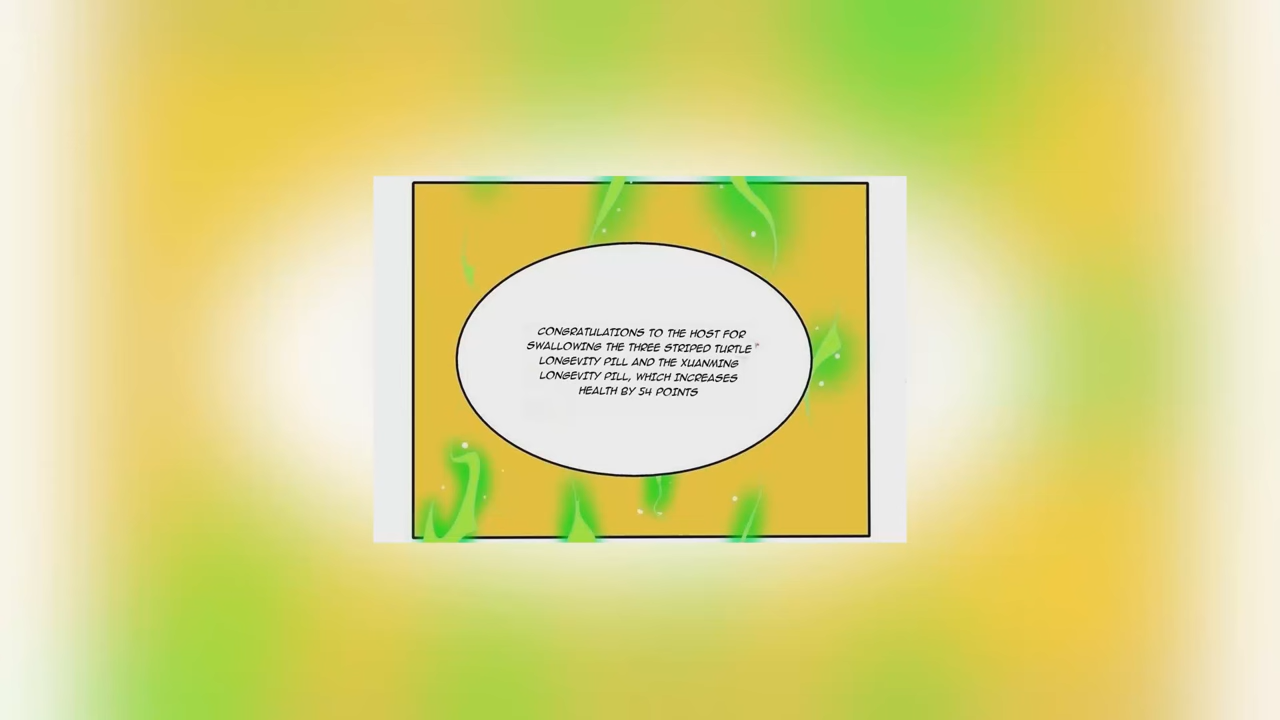 CONGRATULATIONS TO THE HOST FOR
SWALLOWING THE THREE STRIPED TURTLE
LONGEVITY PILL AND THE XUANMING
LONGEVITY PILL, WHICH INCREASES
HEALTH BY 54 POINTS